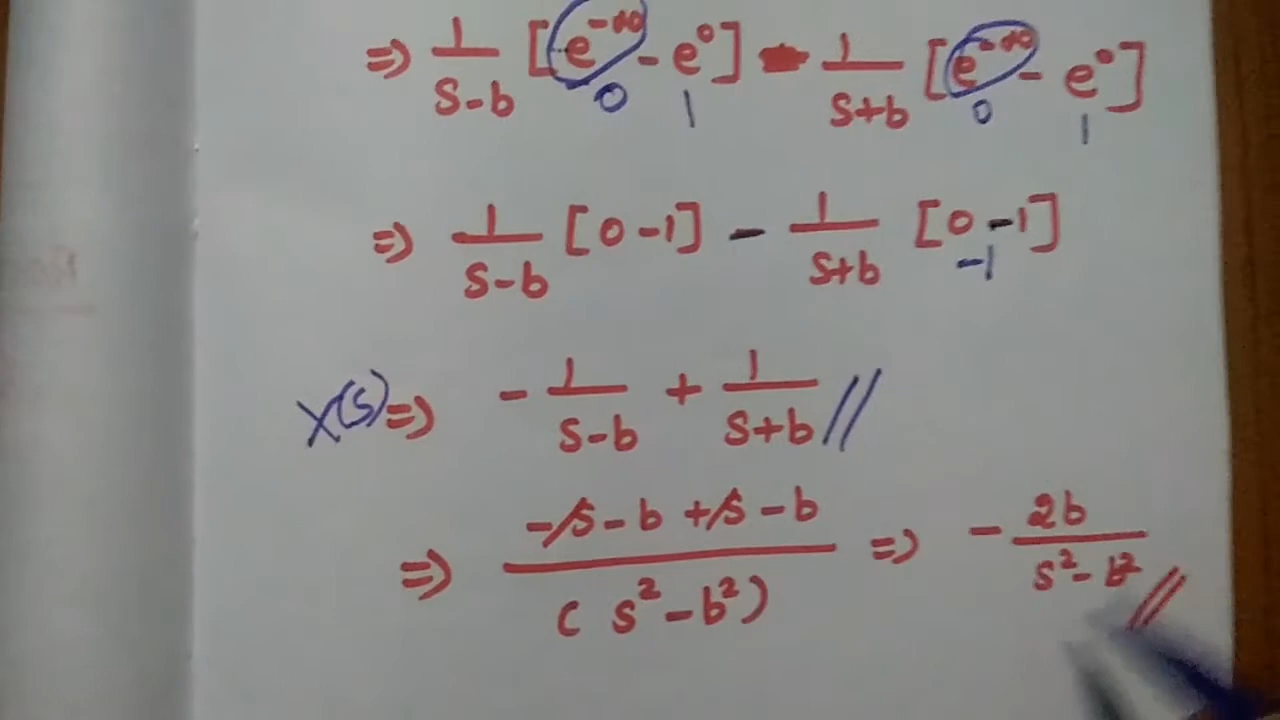 => 1/(S-b) [e^-∞ - e^0] - 1/(S+b) [e^-∞ - e^0]
0 1 0 1
=> 1/(S-b) [0-1] - 1/(S+b) [0-1]
-1
X(s) => - 1/(S-b) + 1/(S+b) //
=> (-s-b+s-b)/(s²-b²) => - 2b/(s²-b²) //